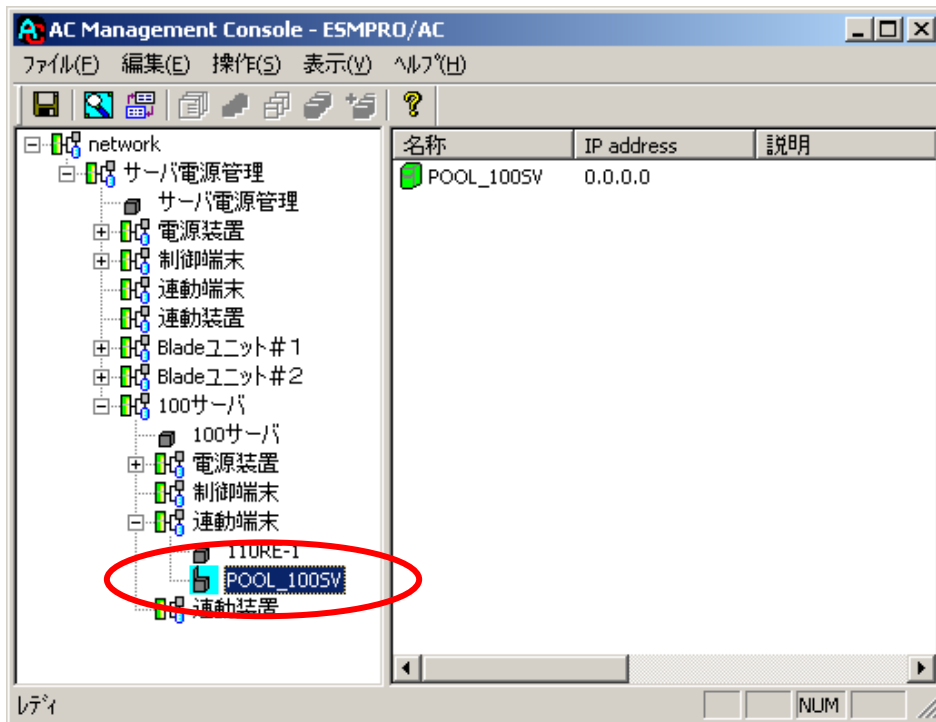 AC Management Console - ESMPRO/AC
ファイル(F) 編集(E) 操作(S) 表示(V) ヘルプ(H)
network
サーバ電源管理
サーバ電源管理
電源装置
制御端末
連動端末
連動装置
Bladeユニット＃１
Bladeユニット＃２
100サーバ
100サーバ
電源装置
制御端末
連動端末
110RE-1
POOL_100SV
連動装置
名称 IP address 説明
POOL_100SV 0.0.0.0
レディ NUM